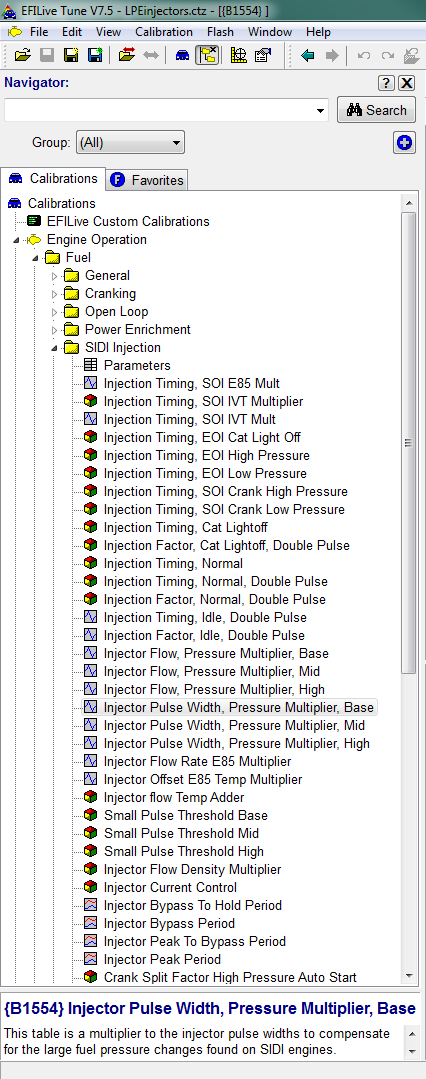 EFILive Tune V7.5 - LPEinjectors.ctz - [{B1554} ]
File Edit View Calibration Flash Window Help
Navigator:
Search
Group: (All)
Calibrations Favorites
Calibrations
EFILive Custom Calibrations
Engine Operation
Fuel
General
Cranking
Open Loop
Power Enrichment
SIDI Injection
Parameters
Injection Timing, SOI E85 Mult
Injection Timing, SOI IVT Multiplier
Injection Timing, SOI IVT Mult
Injection Timing, EOI Cat Light Off
Injection Timing, EOI High Pressure
Injection Timing, EOI Low Pressure
Injection Timing, SOI Crank High Pressure
Injection Timing, SOI Crank Low Pressure
Injection Timing, Cat Lightoff
Injection Factor, Cat Lightoff, Double Pulse
Injection Timing, Normal
Injection Timing, Normal, Double Pulse
Injection Factor, Normal, Double Pulse
Injection Timing, Idle, Double Pulse
Injection Factor, Idle, Double Pulse
Injector Flow, Pressure Multiplier, Base
Injector Flow, Pressure Multiplier, Mid
Injector Flow, Pressure Multiplier, High
Injector Pulse Width, Pressure Multiplier, Base
Injector Pulse Width, Pressure Multiplier, Mid
Injector Pulse Width, Pressure Multiplier, High
Injector Flow Rate E85 Multiplier
Injector Offset E85 Temp Multiplier
Injector flow Temp Adder
Small Pulse Threshold Base
Small Pulse Threshold Mid
Small Pulse Threshold High
Injector Flow Density Multiplier
Injector Current Control
Injector Bypass To Hold Period
Injector Bypass Period
Injector Peak To Bypass Period
Injector Peak Period
Crank Split Factor High Pressure Auto Start
{B1554} Injector Pulse Width, Pressure Multiplier, Base
This table is a multiplier to the injector pulse widths to compensate
for the large fuel pressure changes found on SIDI engines.